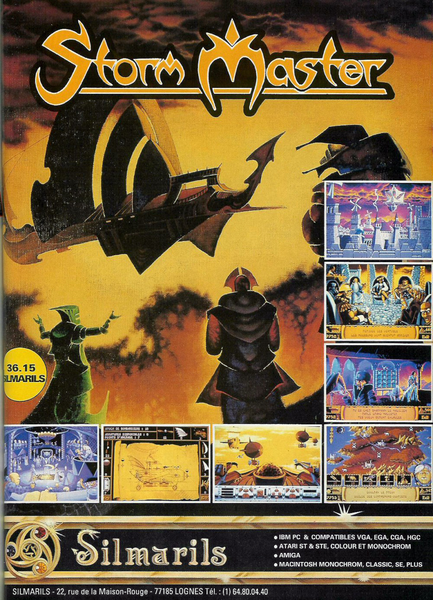 Storm Master
36.15
SILMARILS
Silmarils
• IBM PC & COMPATIBLES VGA, EGA, CGA, HGC
• ATARI ST & STE, COLOUR ET MONOCHROM
• AMIGA
• MACINTOSH MONOCHROM, CLASSIC, SE, PLUS
SILMARILS - 22, rue de la Maison-Rouge - 77185 LOGNES Tél. : (1) 64.80.04.40